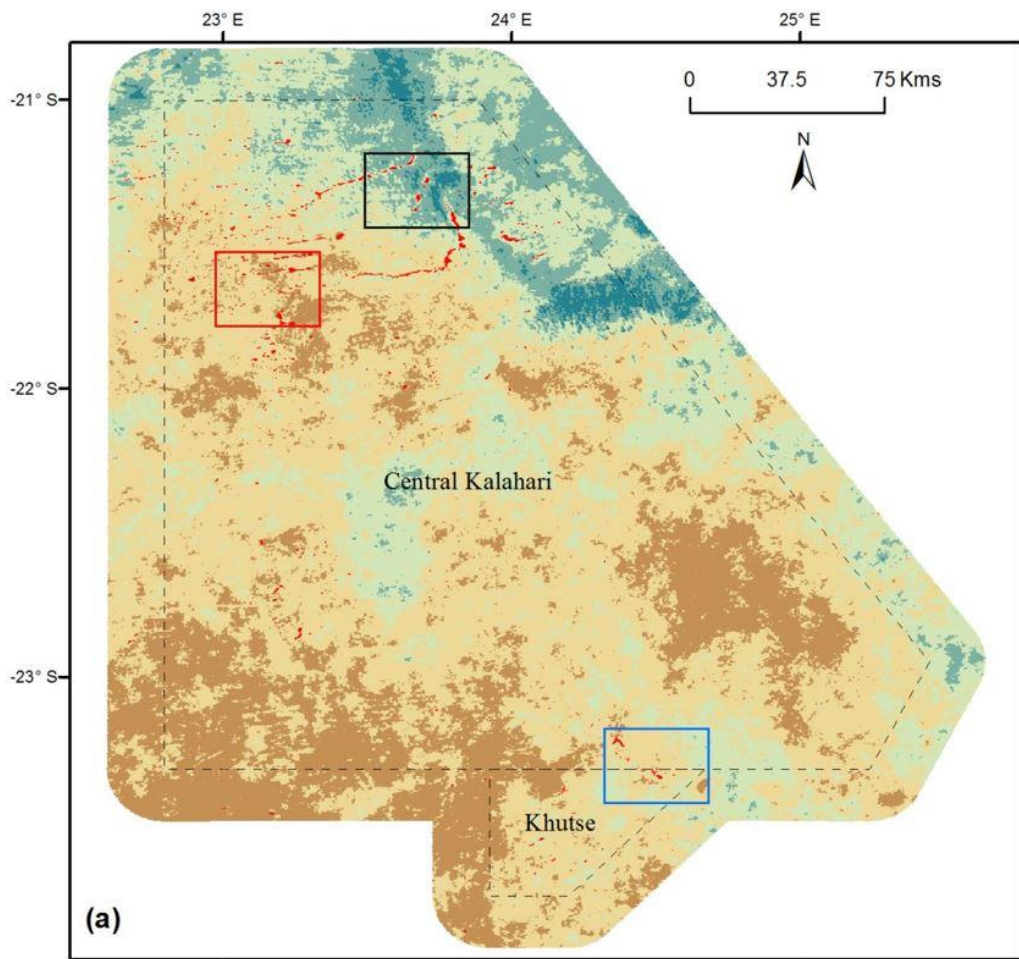 23° E 24° E 25° E
0 37.5 75 Kms
-21° S
N
-22° S
Central Kalahari
-23° S
Khutse
(a)